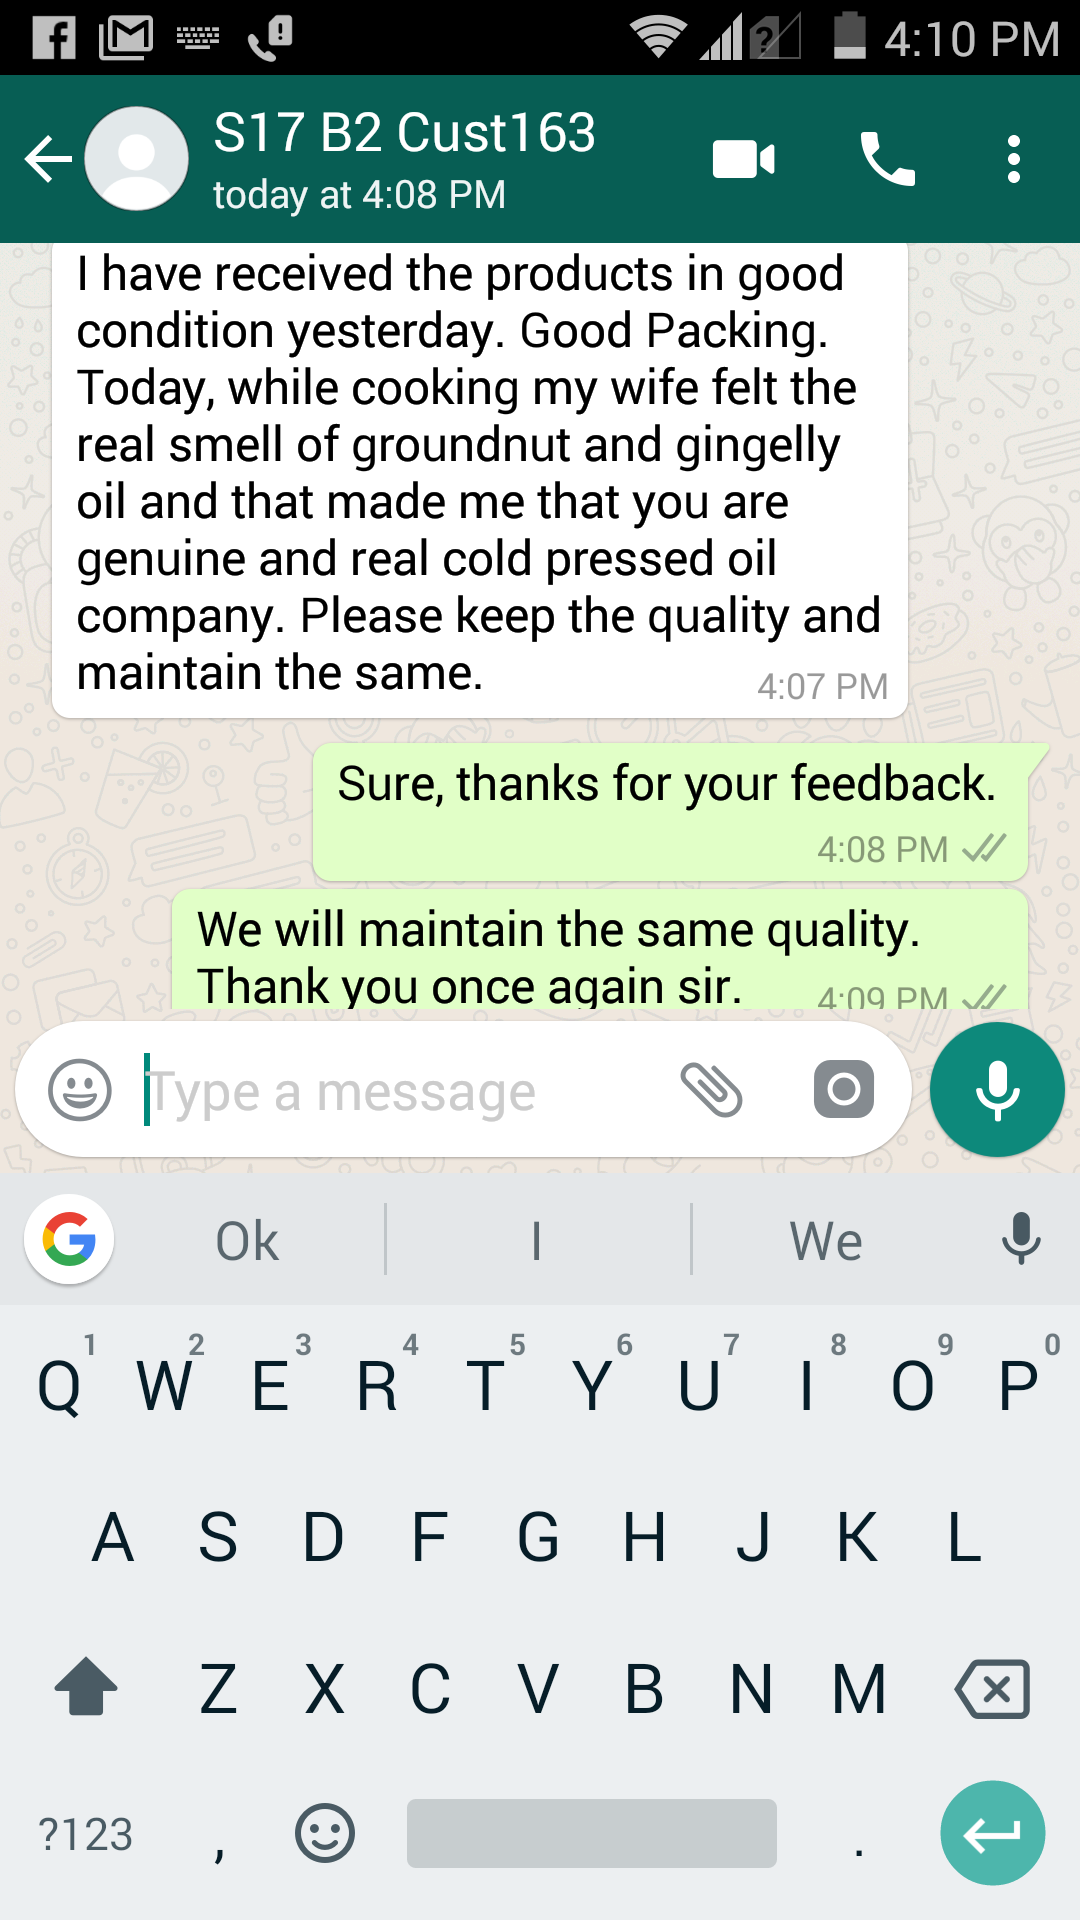 4:10 PM
S17 B2 Cust163
today at 4:08 PM
I have received the products in good
condition yesterday. Good Packing.
Today, while cooking my wife felt the
real smell of groundnut and gingelly
oil and that made me that you are
genuine and real cold pressed oil
company. Please keep the quality and
maintain the same.
4:07 PM
Sure, thanks for your feedback.
4:08 PM
We will maintain the same quality.
Thank you once again sir.
4:09 PM
Type a message
Ok I We
1 2 3 4 5 6 7 8 9 0
Q W E R T Y U I O P
A S D F G H J K L
Z X C V B N M
?123 , .